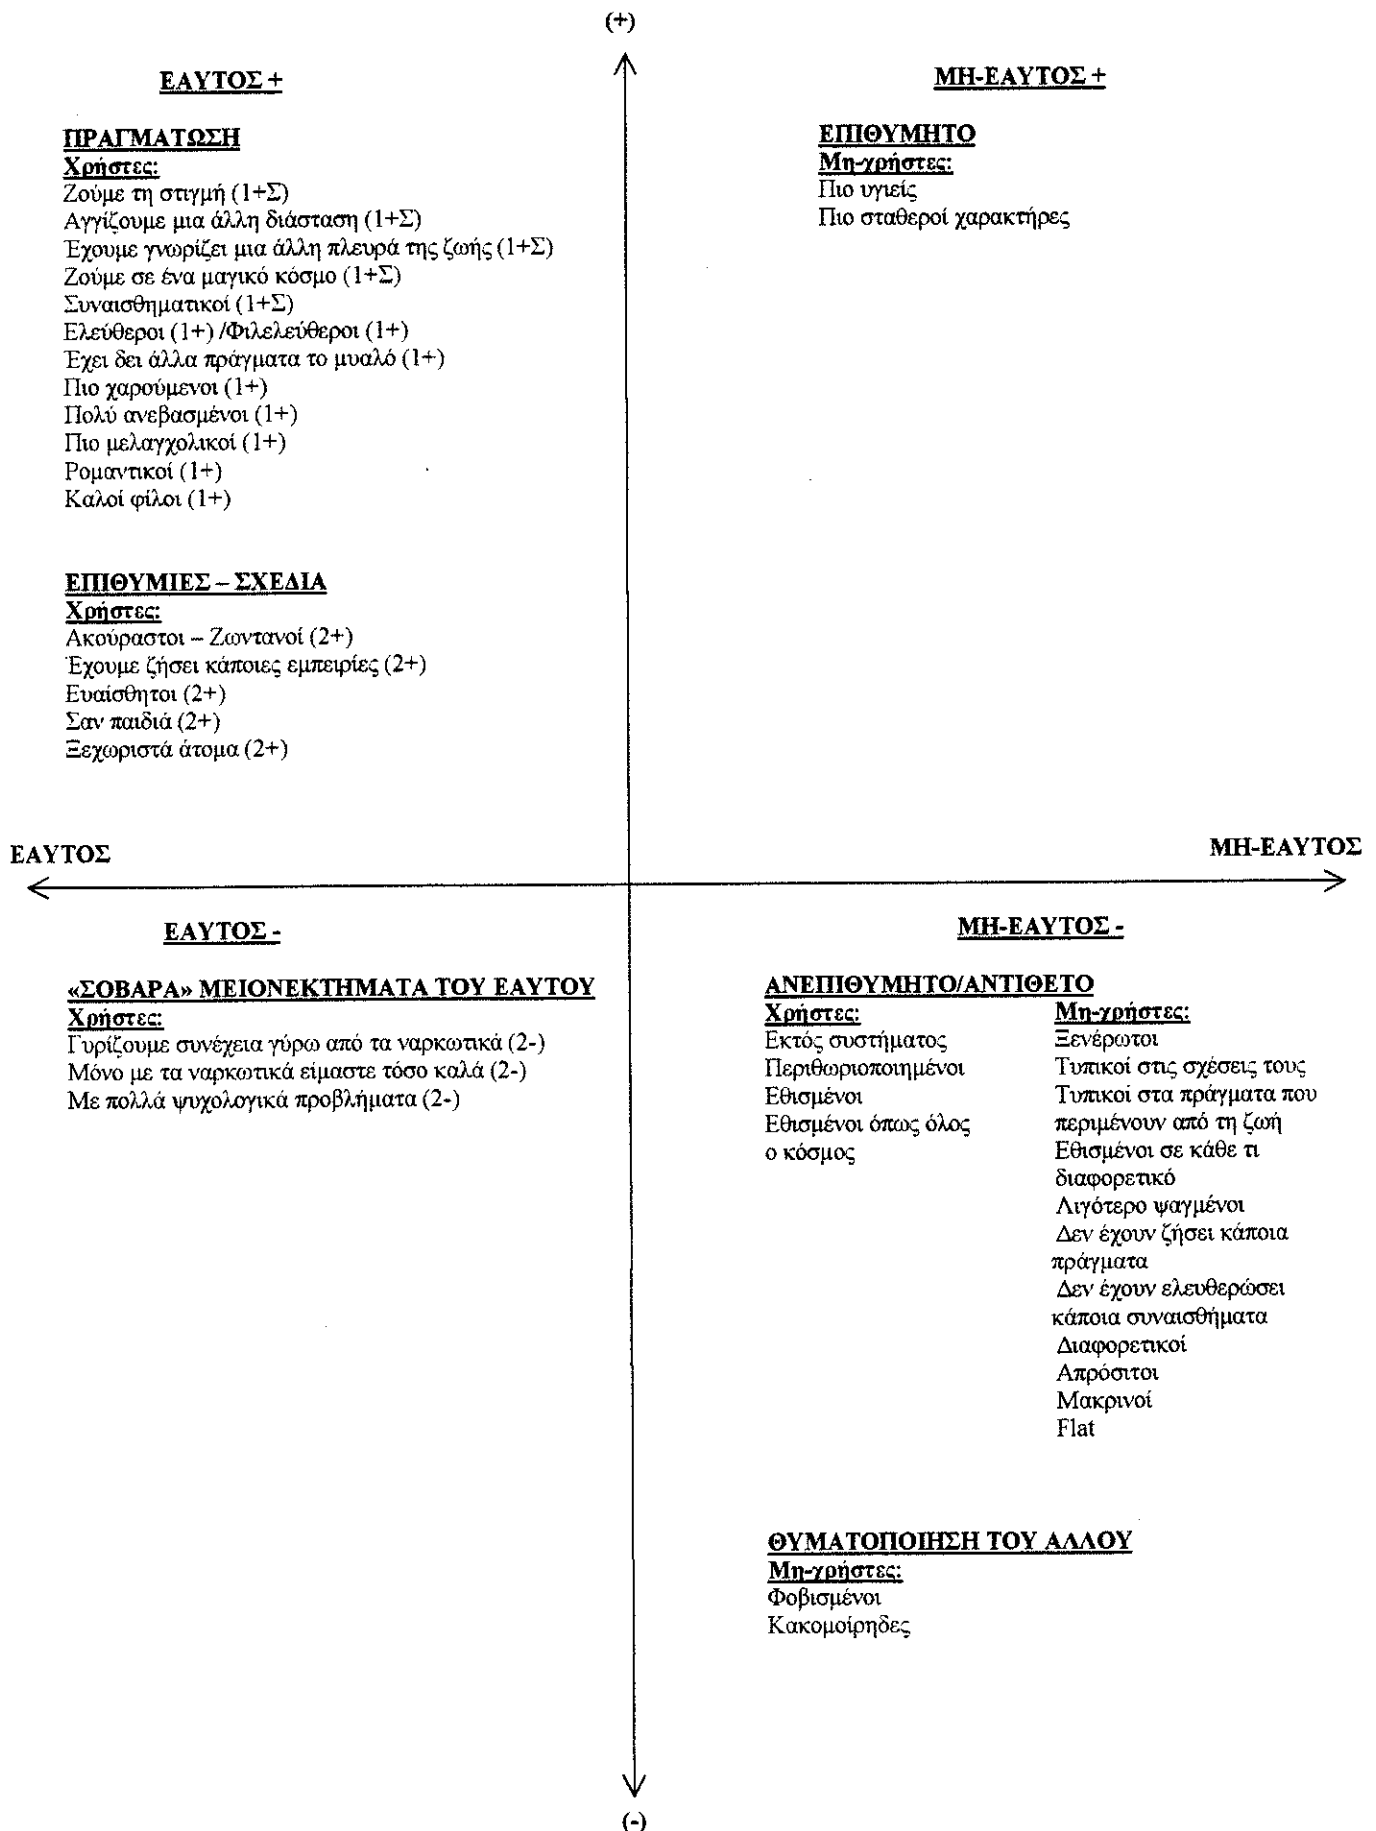 (+)
ΕΑΥΤΟΣ +
ΠΡΑΓΜΑΤΩΣΗ
Χρήστες:
Ζούμε τη στιγμή (1+Σ)
Αγγίζουμε μια άλλη διάσταση (1+Σ)
Έχουμε γνωρίζει μια άλλη πλευρά της ζωής (1+Σ)
Ζούμε σε ένα μαγικό κόσμο (1+Σ)
Συναισθηματικοί (1+Σ)
Ελεύθεροι (1+) /Φιλελεύθεροι (1+)
Έχει δει άλλα πράγματα το μυαλό (1+)
Πιο χαρούμενοι (1+)
Πολύ ανεβασμένοι (1+)
Πιο μελαγχολικοί (1+)
Ρομαντικοί (1+)
Καλοί φίλοι (1+)
ΕΠΙΘΥΜΙΕΣ – ΣΧΕΔΙΑ
Χρήστες:
Ακούραστοι – Ζωντανοί (2+)
Έχουμε ζήσει κάποιες εμπειρίες (2+)
Ευαίσθητοι (2+)
Σαν παιδιά (2+)
Ξεχωριστά άτομα (2+)
ΜΗ-ΕΑΥΤΟΣ +
ΕΠΙΘΥΜΗΤΟ
Μη-χρήστες:
Πιο υγιείς
Πιο σταθεροί χαρακτήρες
ΕΑΥΤΟΣ
ΜΗ-ΕΑΥΤΟΣ
ΕΑΥΤΟΣ -
«ΣΟΒΑΡΑ» ΜΕΙΟΝΕΚΤΗΜΑΤΑ ΤΟΥ ΕΑΥΤΟΥ
Χρήστες:
Γυρίζουμε συνέχεια γύρω από τα ναρκωτικά (2-)
Μόνο με τα ναρκωτικά είμαστε τόσο καλά (2-)
Με πολλά ψυχολογικά προβλήματα (2-)
ΜΗ-ΕΑΥΤΟΣ -
ΑΝΕΠΙΘΥΜΗΤΟ/ΑΝΤΙΘΕΤΟ
Χρήστες:
Εκτός συστήματος
Περιθωριοποιημένοι
Εθισμένοι
Εθισμένοι όπως όλος
ο κόσμος
Μη-χρήστες:
Ξενέρωτοι
Τυπικοί στις σχέσεις τους
Τυπικοί στα πράγματα που
περιμένουν από τη ζωή
Εθισμένοι σε κάθε τι
διαφορετικό
Λιγότερο ψαγμένοι
Δεν έχουν ζήσει κάποια
πράγματα
Δεν έχουν ελευθερώσει
κάποια συναισθήματα
Διαφορετικοί
Απρόσιτοι
Μακρινοί
Flat
ΘΥΜΑΤΟΠΟΙΗΣΗ ΤΟΥ ΑΛΛΟΥ
Μη-χρήστες:
Φοβισμένοι
Κακομοίρηδες
(-)